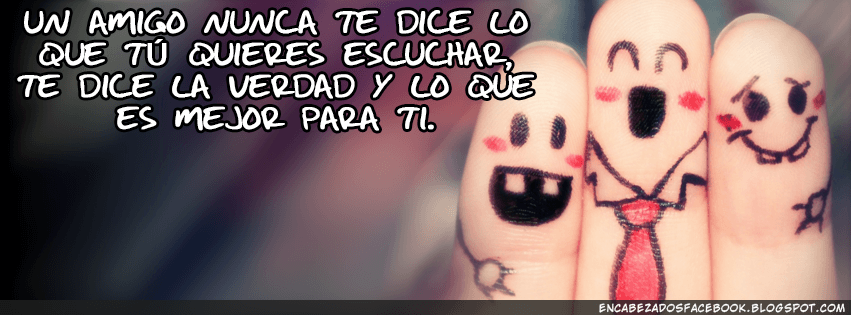 UN AMIGO NUNCA TE DICE LO
QUE TÚ QUIERES ESCUCHAR,
TE DICE LA VERDAD Y LO QUE
ES MEJOR PARA TI.
ENCABEZADOSFACEBOOK.BLOGSPOT.COM